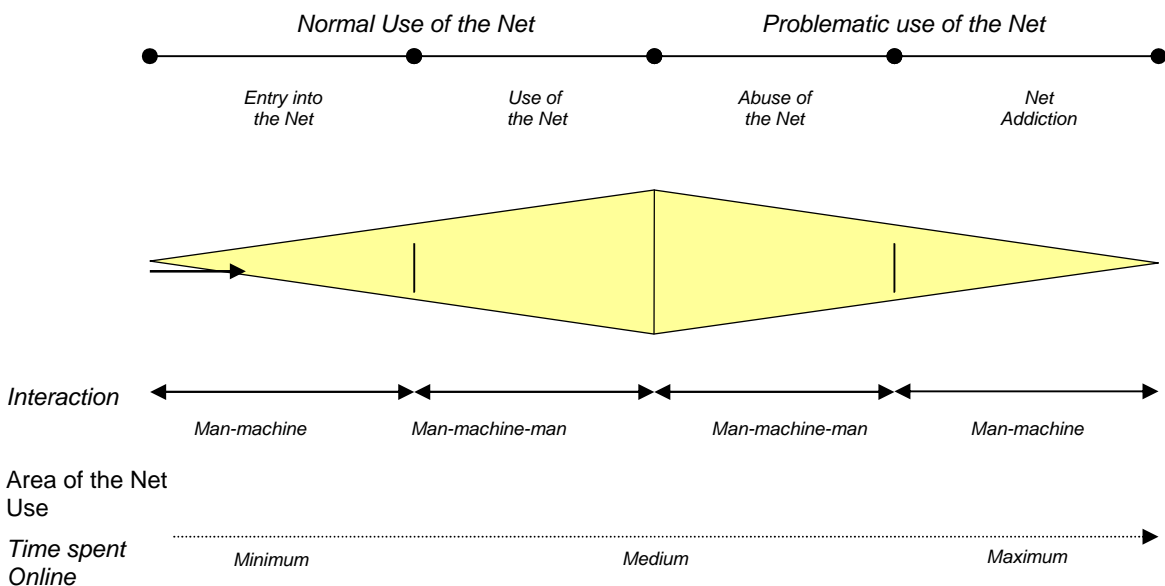 Normal Use of the Net
Problematic use of the Net
Entry into
the Net
Use of
the Net
Abuse of
the Net
Net
Addiction
Interaction
Man-machine
Man-machine-man
Man-machine-man
Man-machine
Area of the Net
Use
Time spent
Online
Minimum
Medium
Maximum